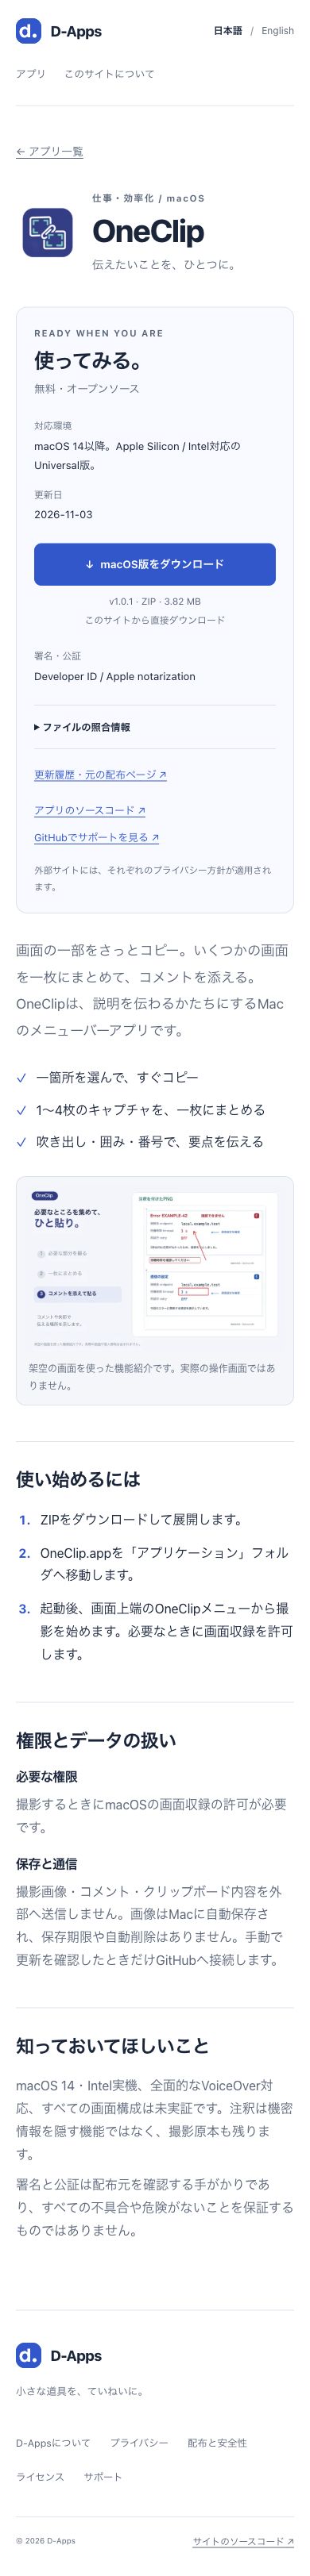 d. D-Apps
日本語 / English
アプリ このサイトについて
← アプリ一覧
仕事・効率化 / macOS
OneClip
伝えたいことを、ひとつに。
READY WHEN YOU ARE
使ってみる。
無料・オープンソース
対応環境
macOS 14以降。Apple Silicon / Intel対応の
Universal版。
更新日
2026-11-03
↓ macOS版をダウンロード
v1.0.1 · ZIP · 3.82 MB
このサイトから直接ダウンロード
署名・公証
Developer ID / Apple notarization
▶ ファイルの照合情報
更新履歴・元の配布ページ ↗
アプリのソースコード ↗
GitHubでサポートを見る ↗
外部サイトには、それぞれのプライバシー方針が適用され
ます。
画面の一部をさっとコピー。いくつかの画面
を一枚にまとめて、コメントを添える。
OneClipは、説明を伝わるかたちにするMac
のメニューバーアプリです。
✓ 一箇所を選んで、すぐコピー
✓ 1〜4枚のキャプチャを、一枚にまとめる
✓ 吹き出し・囲み・番号で、要点を伝える
OneClip
必要なところを集めて、
ひと貼り。
1 必要な箇所を撮る
2 一枚にまとめる
3 コメントを添えて貼る
架空の画面を使った機能紹介です。実際の操作画面ではあ
りません。
使い始めるには
1. ZIPをダウンロードして展開します。
2. OneClip.appを「アプリケーション」フォル
ダへ移動します。
3. 起動後、画面上端のOneClipメニューから撮
影を始めます。必要なときに画面収録を許可
します。
権限とデータの扱い
必要な権限
撮影するときにmacOSの画面収録の許可が必要
です。
保存と通信
撮影画像・コメント・クリップボード内容を外
部へ送信しません。画像はMacに自動保存さ
れ、保存期限や自動削除はありません。手動で
更新を確認したときだけGitHubへ接続します。
知っておいてほしいこと
macOS 14・Intel実機、全面的なVoiceOver対
応、すべての画面構成は未実証です。注釈は機密
情報を隠す機能ではなく、撮影原本も残りま
す。
署名と公証は配布元を確認する手がかりであ
り、すべての不具合や危険がないことを保証する
ものではありません。
d. D-Apps
小さな道具を、ていねいに。
D-Appsについて プライバシー 配布と安全性
ライセンス サポート
© 2026 D-Apps サイトのソースコード ↗